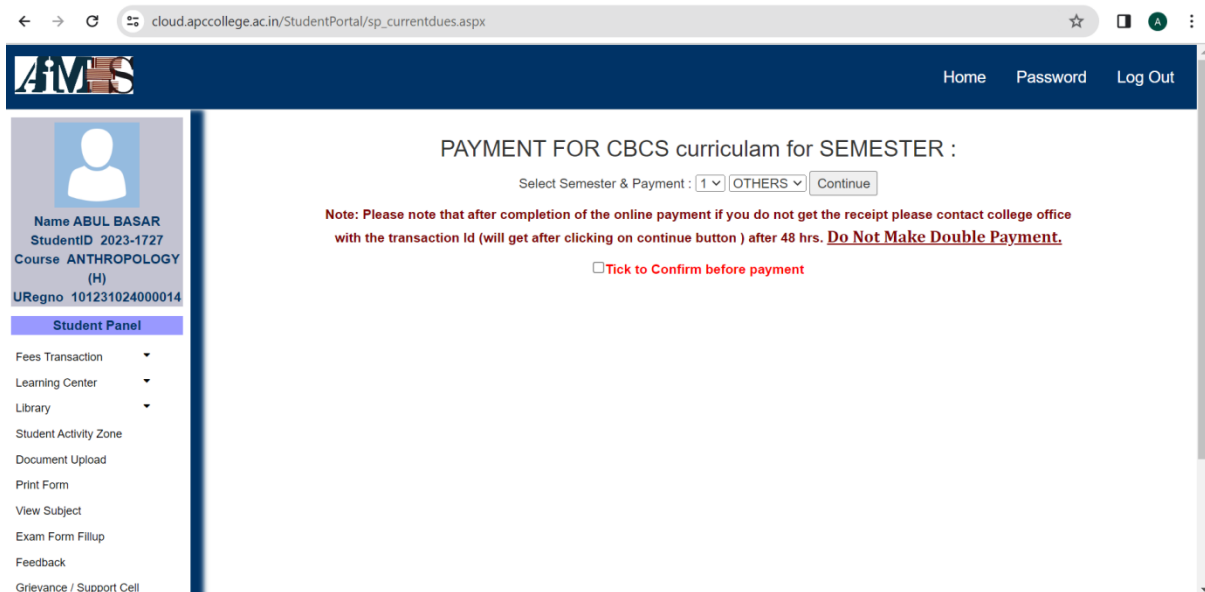 cloud.apccollege.ac.in/StudentPortal/sp_currentdues.aspx
A
AiMS
Home Password Log Out
Name ABUL BASAR
StudentID 2023-1727
Course ANTHROPOLOGY
(H)
URegno 101231024000014
Student Panel
Fees Transaction
Learning Center
Library
Student Activity Zone
Document Upload
Print Form
View Subject
Exam Form Fillup
Feedback
Grievance / Support Cell
PAYMENT FOR CBCS curriculam for SEMESTER :
Select Semester & Payment : 1 OTHERS Continue
Note: Please note that after completion of the online payment if you do not get the receipt please contact college office
with the transaction Id (will get after clicking on continue button ) after 48 hrs. Do Not Make Double Payment.
Tick to Confirm before payment